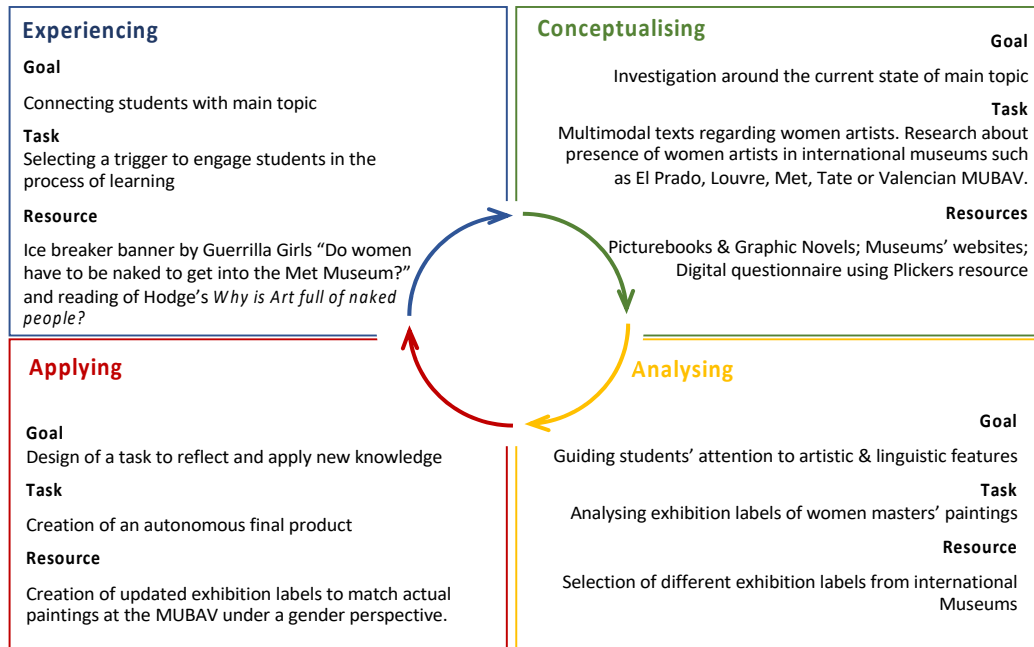 Experiencing
Goal
Connecting students with main topic
Task
Selecting a trigger to engage students in the
process of learning
Resource
Ice breaker banner by Guerrilla Girls “Do women
have to be naked to get into the Met Museum?”
and reading of Hodge’s Why is Art full of naked
people?
Conceptualising
Goal
Investigation around the current state of main topic
Task
Multimodal texts regarding women artists. Research about
presence of women artists in international museums such
as El Prado, Louvre, Met, Tate or Valencian MUBAV.
Resources
Picturebooks & Graphic Novels; Museums’ websites;
Digital questionnaire using Plickers resource
Applying
Goal
Design of a task to reflect and apply new knowledge
Task
Creation of an autonomous final product
Resource
Creation of updated exhibition labels to match actual
paintings at the MUBAV under a gender perspective.
Analysing
Goal
Guiding students’ attention to artistic & linguistic features
Task
Analysing exhibition labels of women masters’ paintings
Resource
Selection of different exhibition labels from international
Museums